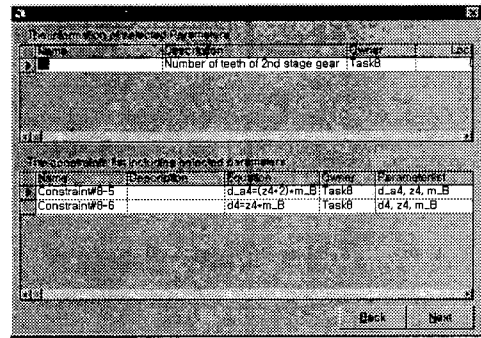 The information of selected Parameters
Name Description Owner Loc
Number of teeth of 2nd stage gear Task8
The constraints list including selected parameters
Name Description Equation Owner Parameterlist
Constraint#8-5 d_a4=(z4+2)*m_B Task8 d_a4, z4, m_B
Constraint#8-6 d4=z4*m_B Task8 d4, z4, m_B
Back Next